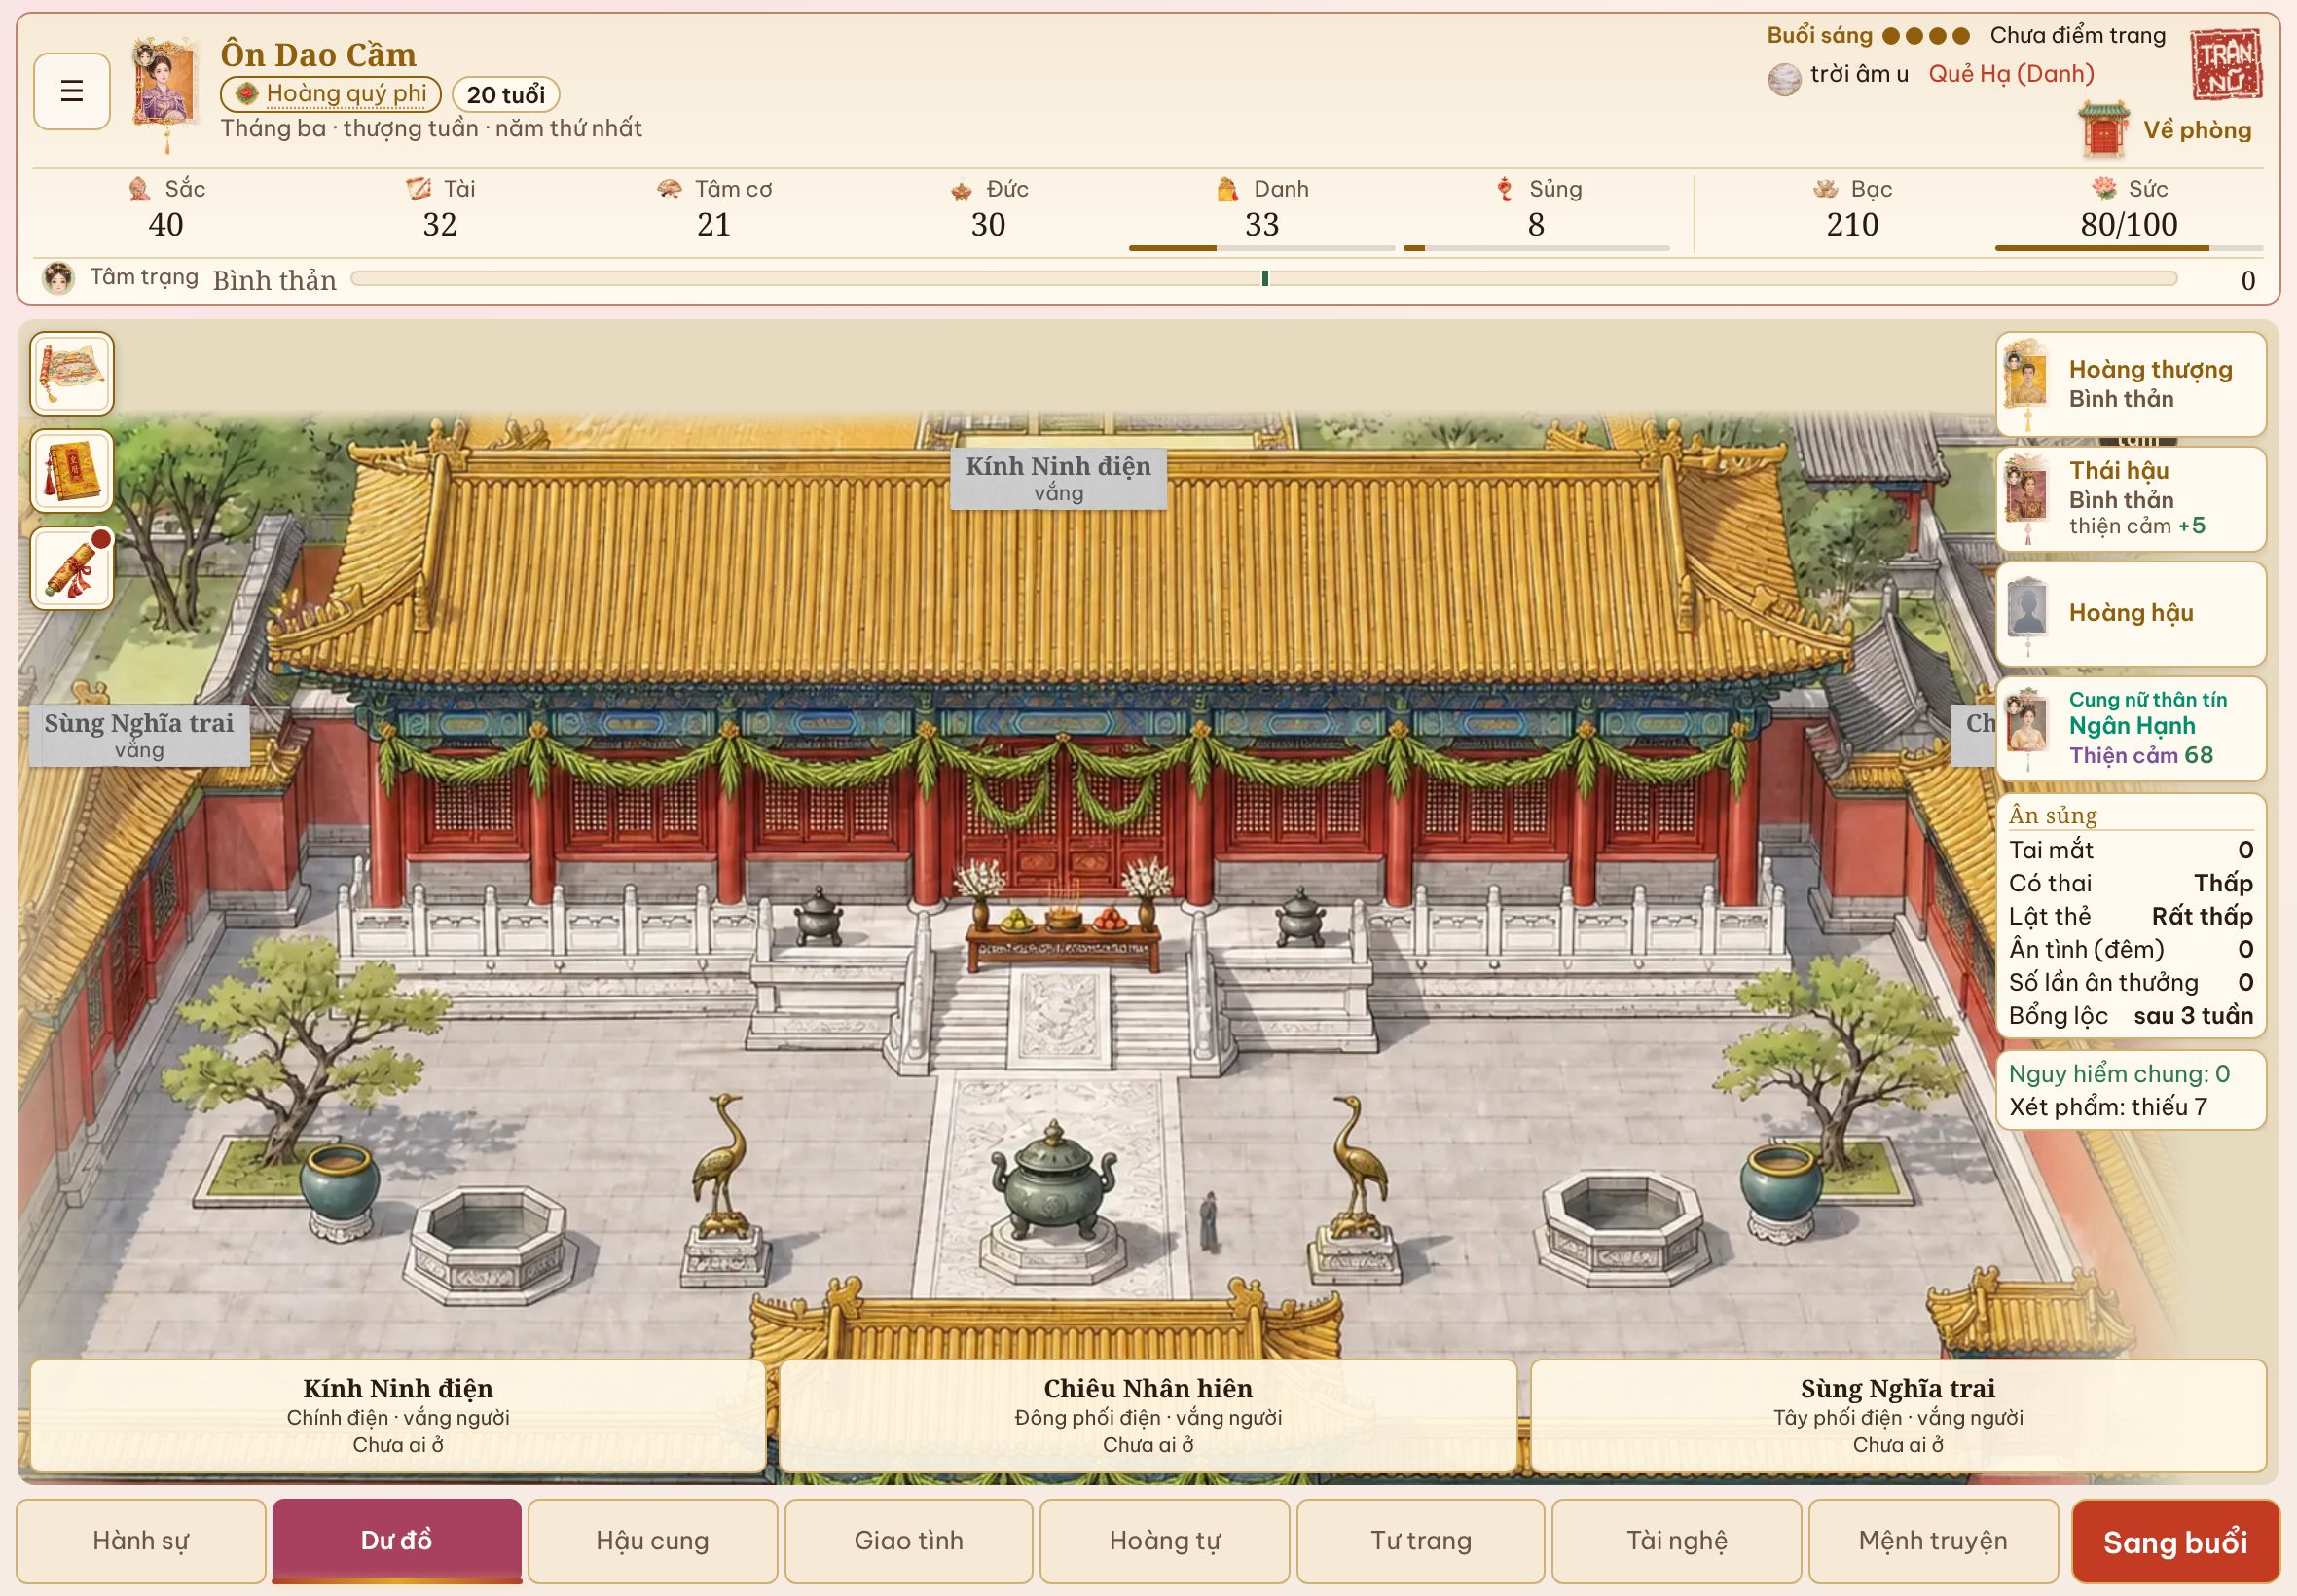 Ôn Dao Cầm
Hoàng quý phi
20 tuổi
Tháng ba · thượng tuần · năm thứ nhất
Buổi sáng
Chưa điểm trang
trời âm u
Quẻ Hạ (Danh)
TRÂN NỮ
Về phòng
Sắc
40
Tài
32
Tâm cơ
21
Đức
30
Danh
33
Sủng
8
Bạc
210
Sức
80/100
Tâm trạng
Bình thản
0
Kính Ninh điện
vắng
Sùng Nghĩa trai
vắng
Ch
Hoàng thượng
Bình thản
Thái hậu
Bình thản
thiện cảm +5
Hoàng hậu
Cung nữ thân tín
Ngân Hạnh
Thiện cảm 68
Ân sủng
Tai mắt 0
Có thai Thấp
Lật thẻ Rất thấp
Ân tình (đêm) 0
Số lần ân thưởng 0
Bổng lộc sau 3 tuần
Nguy hiểm chung: 0
Xét phẩm: thiếu 7
Kính Ninh điện
Chính điện · vắng người
Chưa ai ở
Chiêu Nhân hiên
Đông phối điện · vắng người
Chưa ai ở
Sùng Nghĩa trai
Tây phối điện · vắng người
Chưa ai ở
Hành sự
Dư đồ
Hậu cung
Giao tình
Hoàng tự
Tư trang
Tài nghệ
Mệnh truyện
Sang buổi